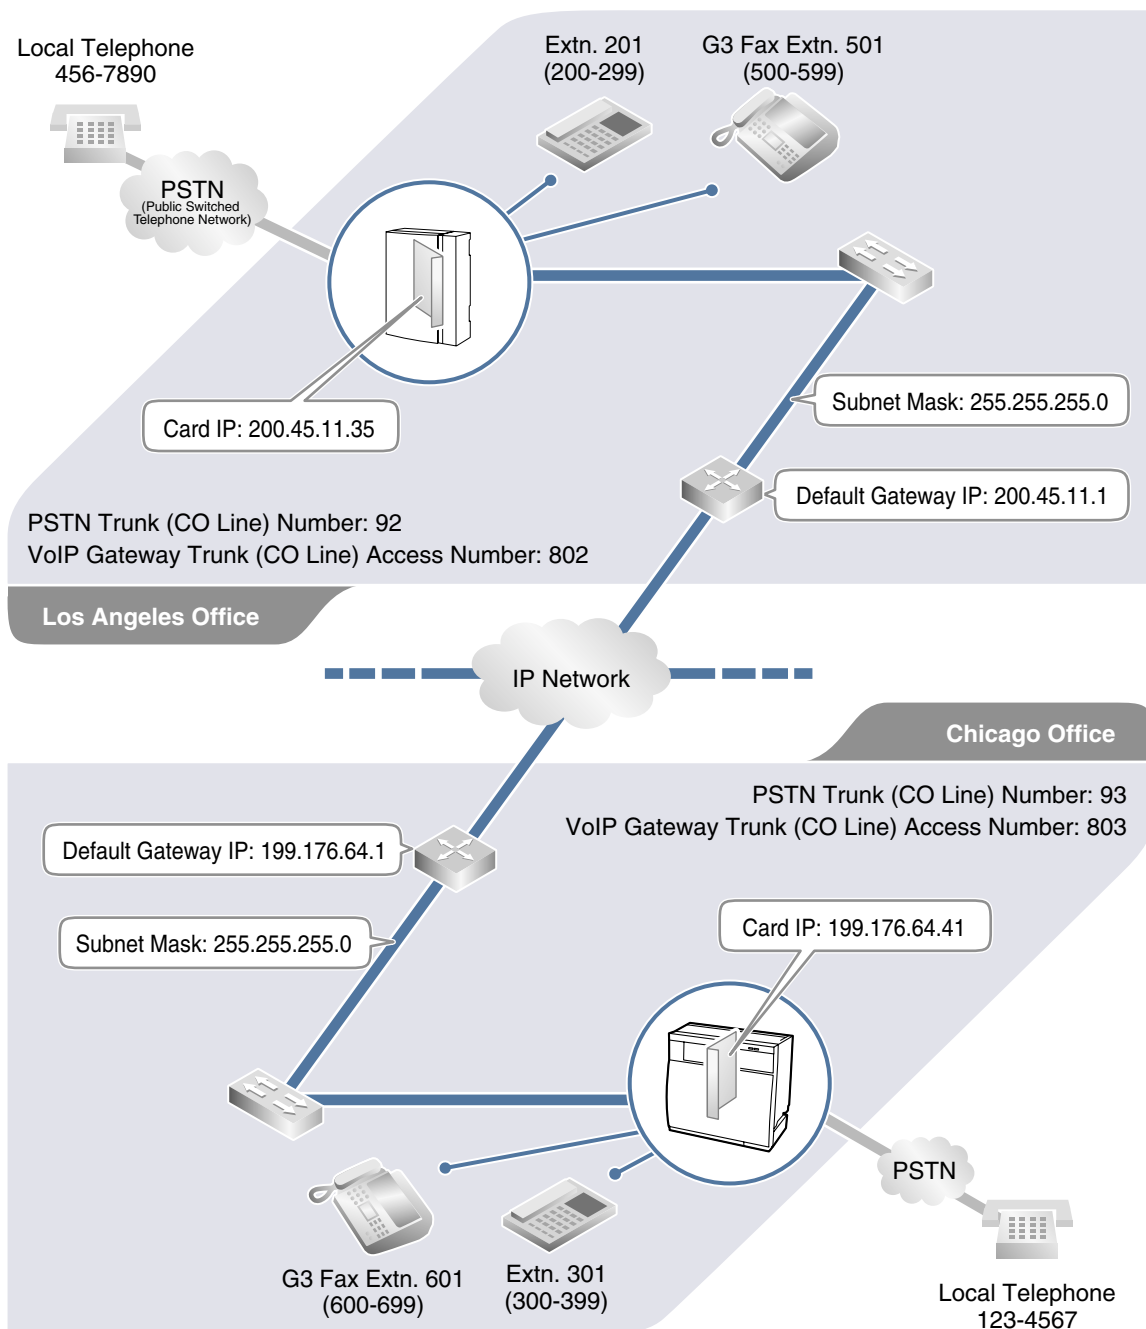 Local Telephone
456-7890
Extn. 201
(200-299)
G3 Fax Extn. 501
(500-599)
PSTN
(Public Switched
Telephone Network)
Card IP: 200.45.11.35
Subnet Mask: 255.255.255.0
Default Gateway IP: 200.45.11.1
PSTN Trunk (CO Line) Number: 92
VoIP Gateway Trunk (CO Line) Access Number: 802
Los Angeles Office
IP Network
Chicago Office
PSTN Trunk (CO Line) Number: 93
VoIP Gateway Trunk (CO Line) Access Number: 803
Default Gateway IP: 199.176.64.1
Subnet Mask: 255.255.255.0
Card IP: 199.176.64.41
PSTN
G3 Fax Extn. 601
(600-699)
Extn. 301
(300-399)
Local Telephone
123-4567